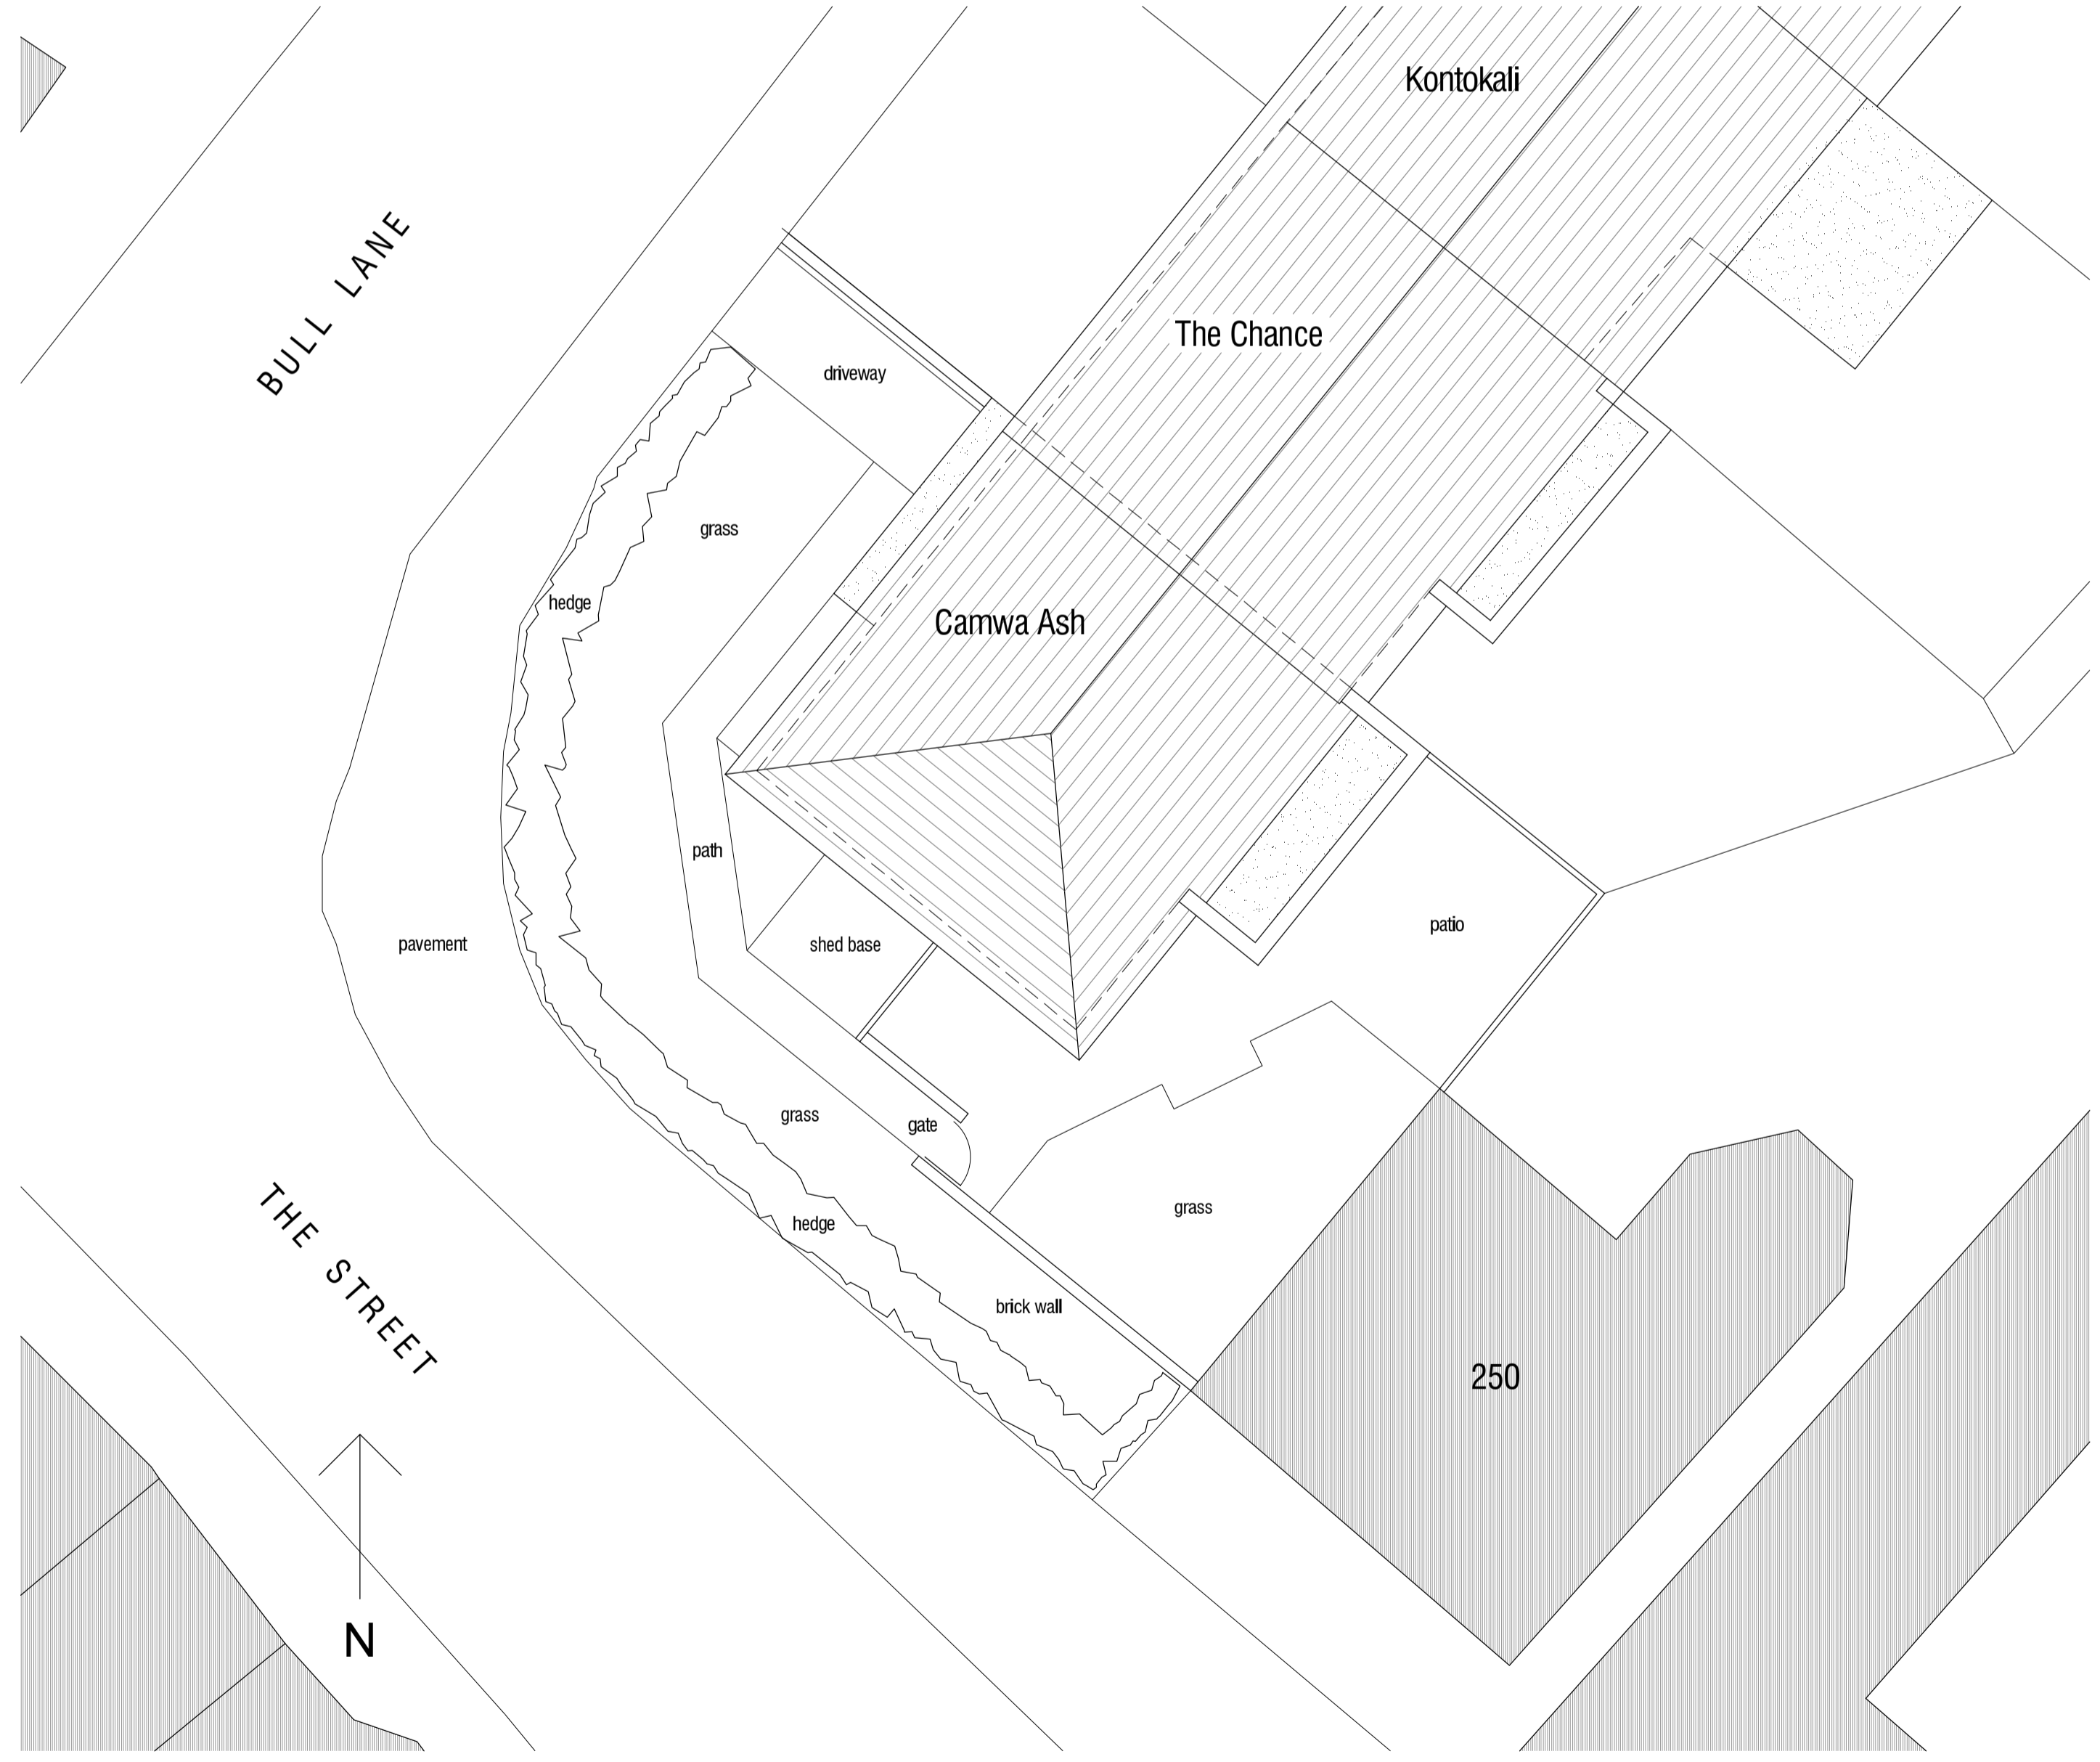 Kontokali
BULL LANE
The Chance
driveway
grass
hedge
Camwa Ash
path
pavement
shed base
patio
grass
gate
grass
hedge
THE STREET
brick wall
250
N